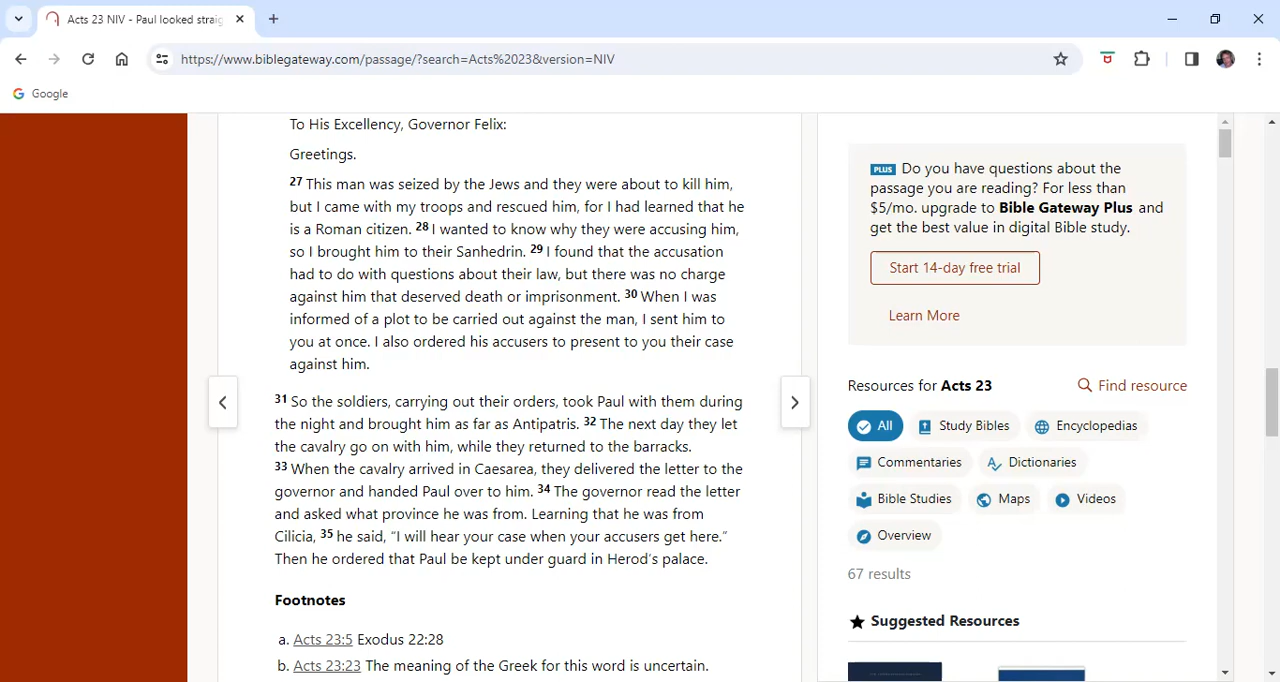 Acts 23 NIV - Paul looked straig
https://www.biblegateway.com/passage/?search=Acts%2023&version=NIV
Google
To His Excellency, Governor Felix:
Greetings.
27 This man was seized by the Jews and they were about to kill him,
but I came with my troops and rescued him, for I had learned that he
is a Roman citizen. 28 I wanted to know why they were accusing him,
so I brought him to their Sanhedrin. 29 I found that the accusation
had to do with questions about their law, but there was no charge
against him that deserved death or imprisonment. 30 When I was
informed of a plot to be carried out against the man, I sent him to
you at once. I also ordered his accusers to present to you their case
against him.
31 So the soldiers, carrying out their orders, took Paul with them during
the night and brought him as far as Antipatris. 32 The next day they let
the cavalry go on with him, while they returned to the barracks.
33 When the cavalry arrived in Caesarea, they delivered the letter to the
governor and handed Paul over to him. 34 The governor read the letter
and asked what province he was from. Learning that he was from
Cilicia, 35 he said, “I will hear your case when your accusers get here.”
Then he ordered that Paul be kept under guard in Herod’s palace.
Footnotes
a. Acts 23:5 Exodus 22:28
b. Acts 23:23 The meaning of the Greek for this word is uncertain.
PLUS Do you have questions about the
passage you are reading? For less than
$5/mo. upgrade to Bible Gateway Plus and
get the best value in digital Bible study.
Start 14-day free trial
Learn More
Resources for Acts 23 Find resource
All Study Bibles Encyclopedias
Commentaries Dictionaries
Bible Studies Maps Videos
Overview
67 results
Suggested Resources